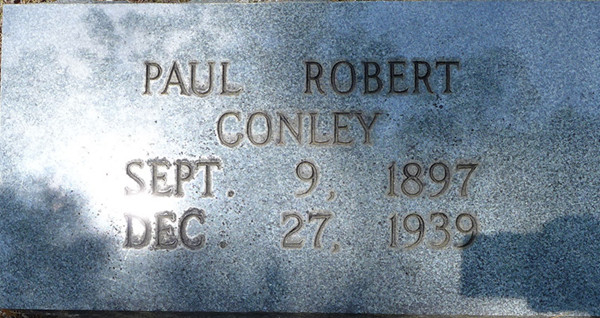 PAUL ROBERT
CONLEY
SEPT. 9, 1897
DEC. 27, 1939